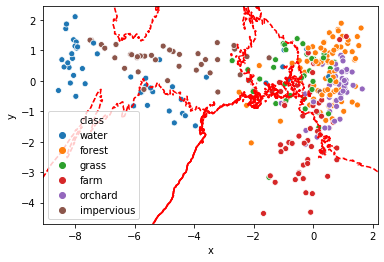 2
1
0
−1
−2
−3
−4
y
class
water
forest
grass
farm
orchard
impervious
−8
−6
−4
−2
0
2
x